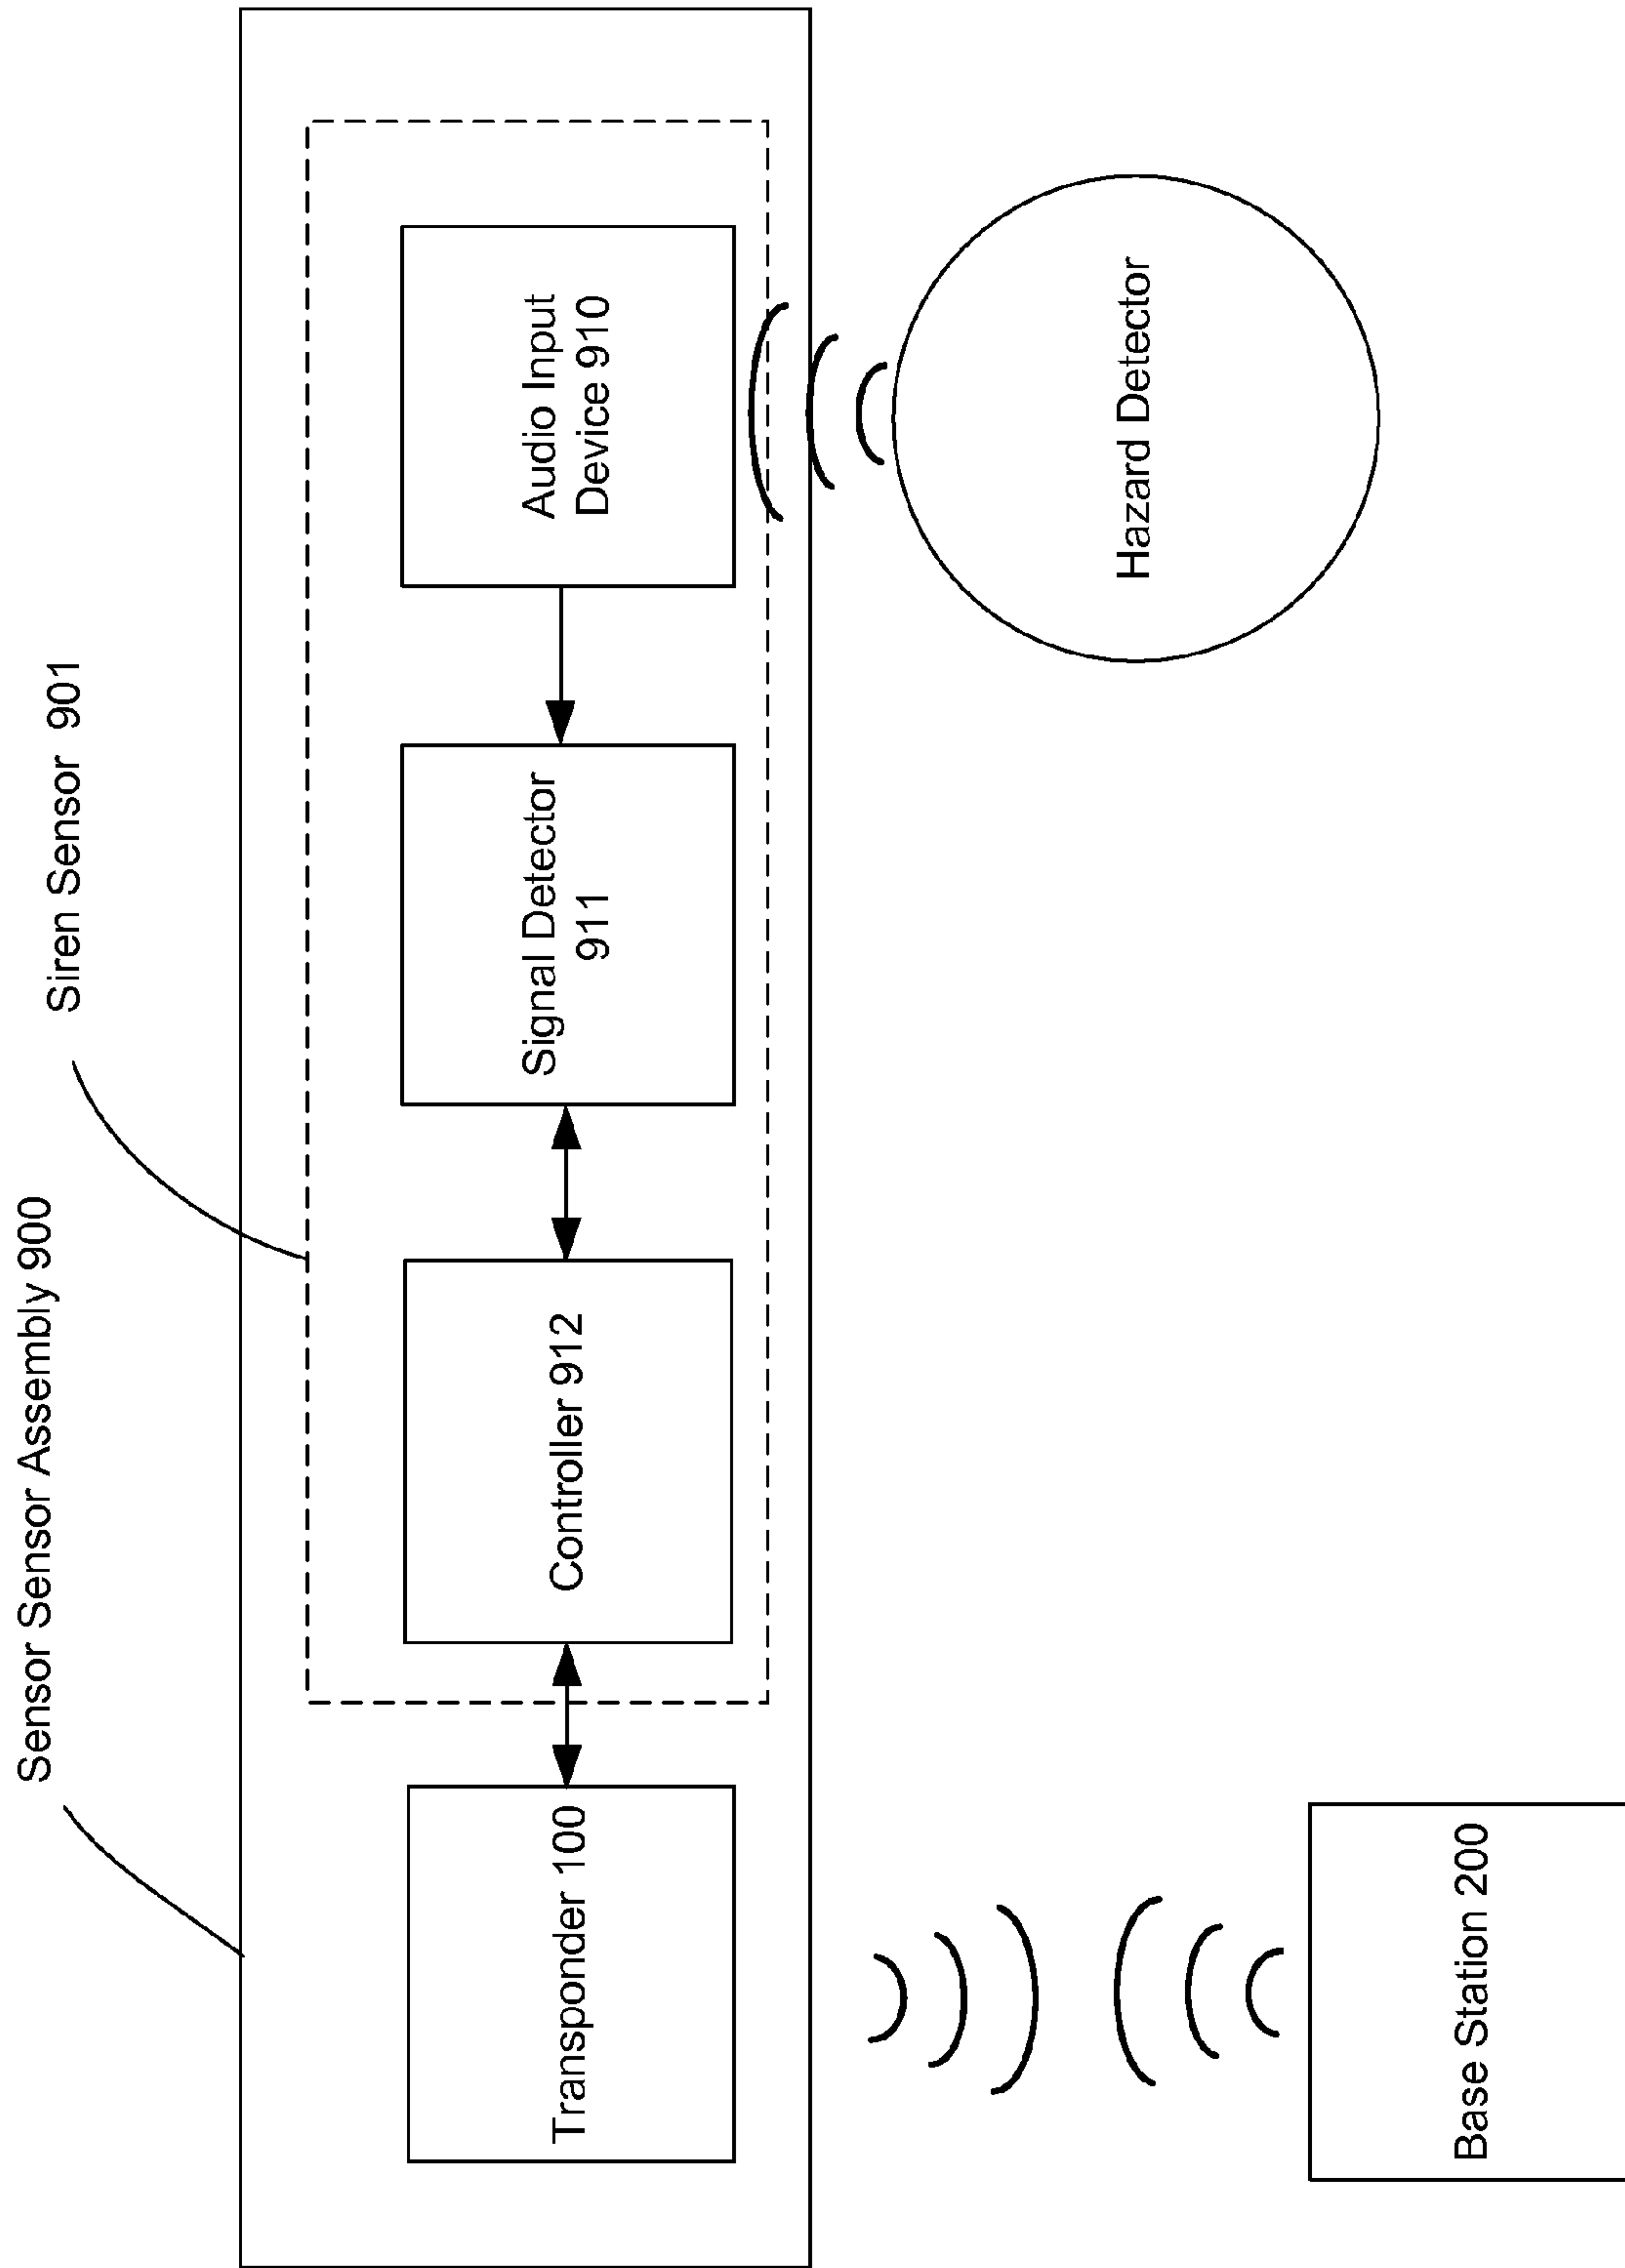 Sensor Sensor Assembly 900
Siren Sensor 901
Transponder 100
Controller 912
Signal Detector
911
Audio Input
Device 910
Base Station 200
Hazard Detector